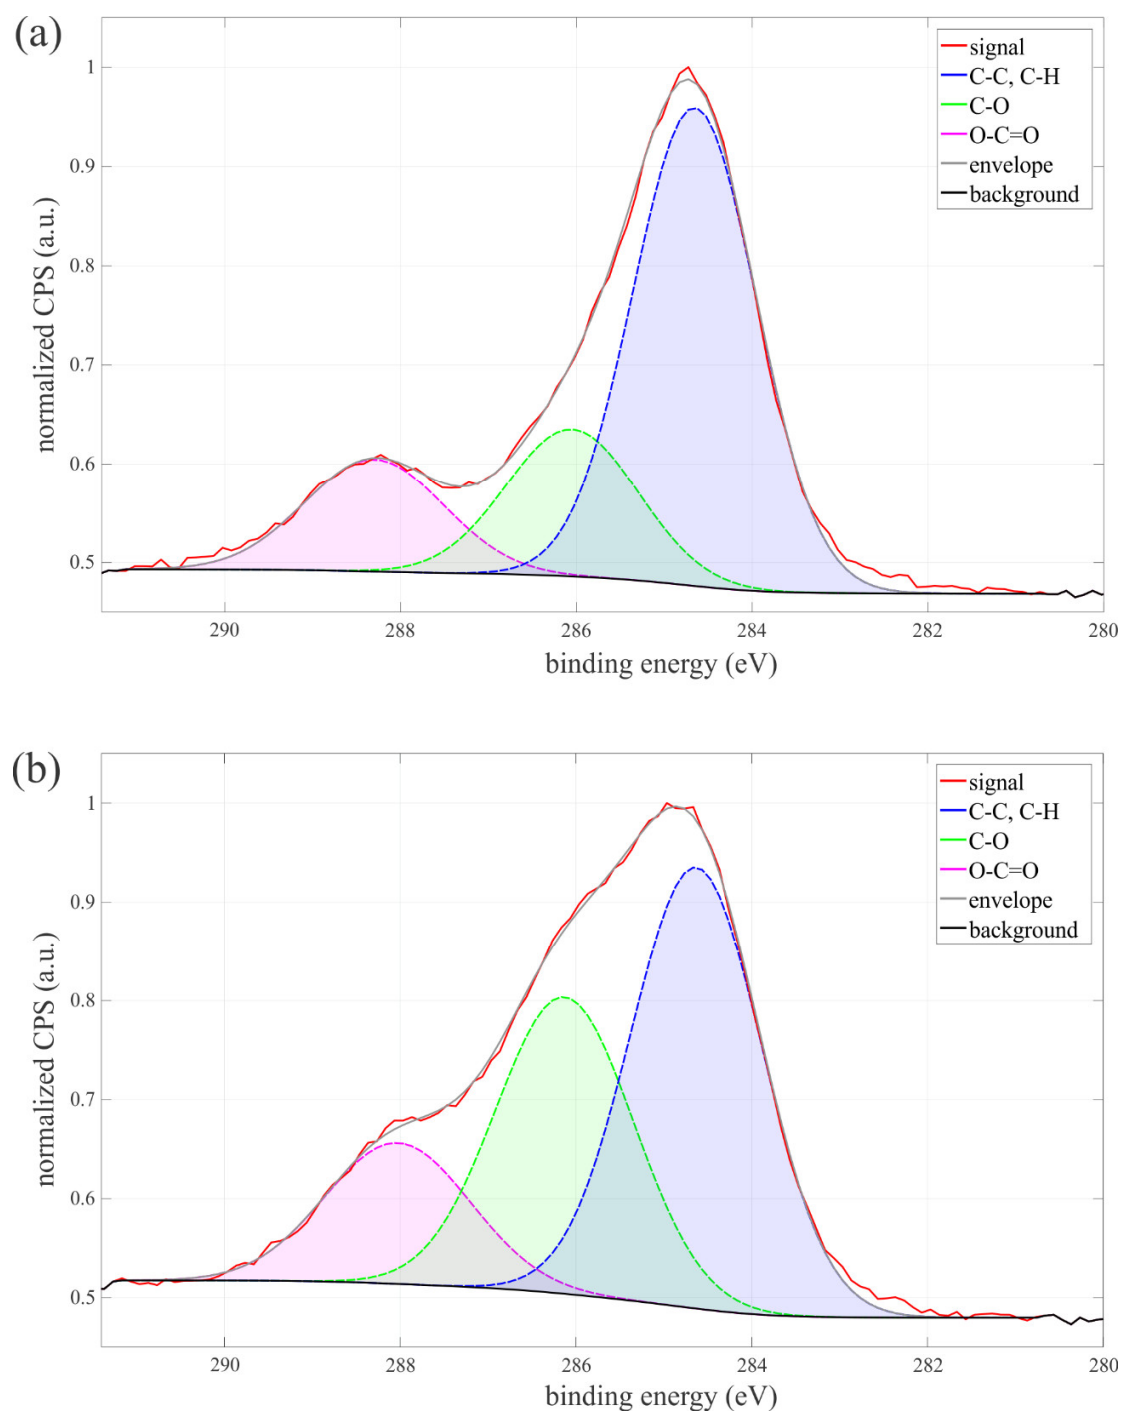 (a)
signal
C-C, C-H
C-O
O-C=O
envelope
background
1
0.9
0.8
0.7
0.6
0.5
normalized CPS (a.u.)
290 288 286 284 282 280
binding energy (eV)
(b)
signal
C-C, C-H
C-O
O-C=O
envelope
background
1
0.9
0.8
0.7
0.6
0.5
normalized CPS (a.u.)
290 288 286 284 282 280
binding energy (eV)